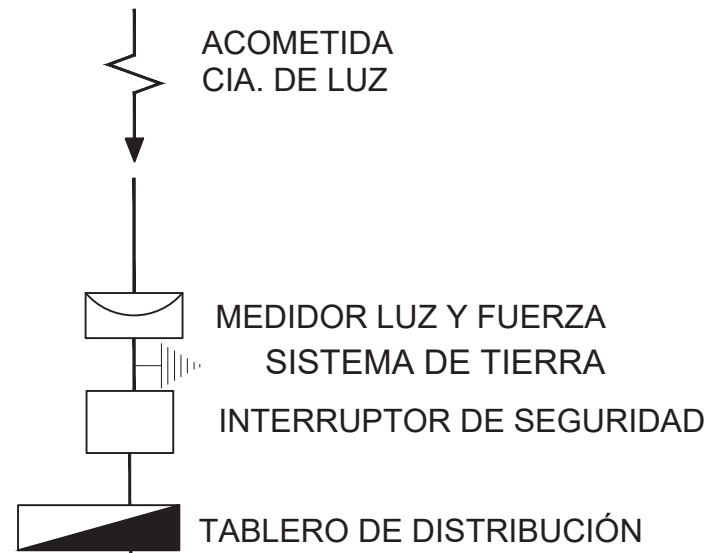 ACOMETIDA
CIA. DE LUZ
MEDIDOR LUZ Y FUERZA
SISTEMA DE TIERRA
INTERRUPTOR DE SEGURIDAD
TABLERO DE DISTRIBUCIÓN